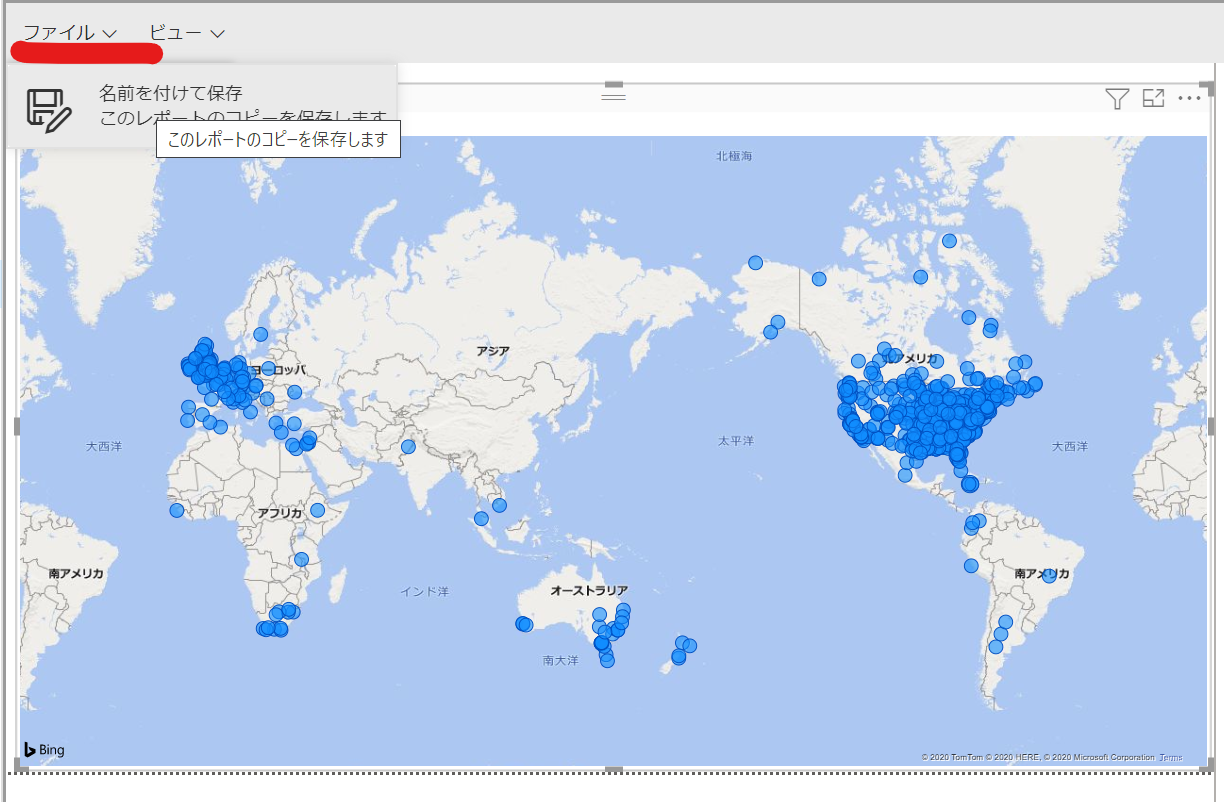 ファイル
ビュー
名前を付けて保存
このレポートのコピーを保存します
このレポートのコピーを保存します
北極海
アジア
ヨーロッパ
北アメリカ
大西洋
太平洋
大西洋
アフリカ
南アメリカ
インド洋
オーストラリア
南アメリカ
南大洋
Bing
© 2020 TomTom © 2020 HERE, © 2020 Microsoft Corporation Terms